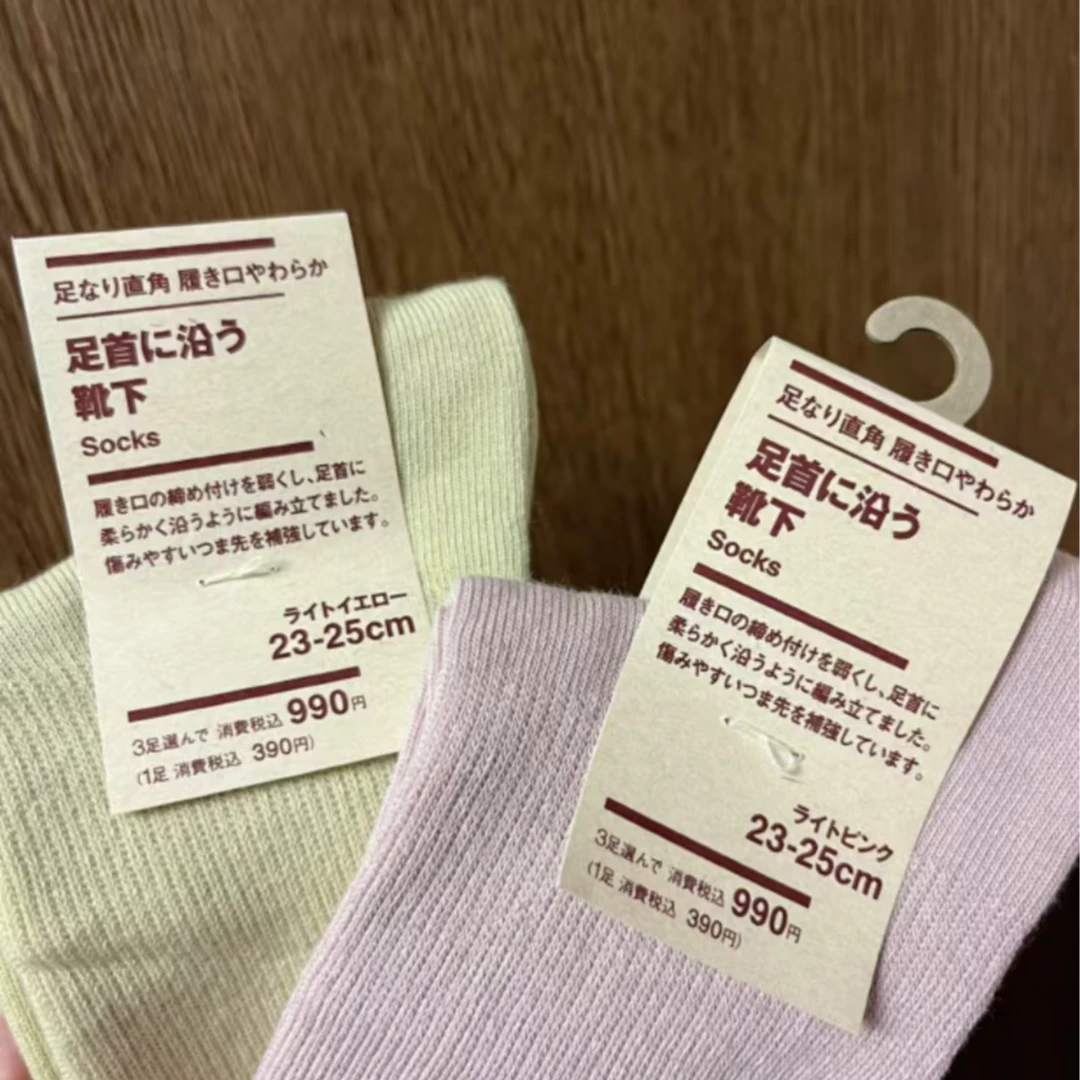 足なり直角 履き口やわらか
足首に沿う
靴下
Socks
履き口の締め付けを弱くし、足首に
柔らかく沿うように編み立てました。
傷みやすいつま先を補強しています。
ライトイエロー
23-25cm
3足選んで 消費税込 990円
(1足 消費税込 390円)
足なり直角 履き口やわらか
足首に沿う
靴下
Socks
履き口の締め付けを弱くし、足首に
柔らかく沿うように編み立てました。
傷みやすいつま先を補強しています。
ライトピンク
23-25cm
3足選んで 消費税込 990円
(1足 消費税込 390円)